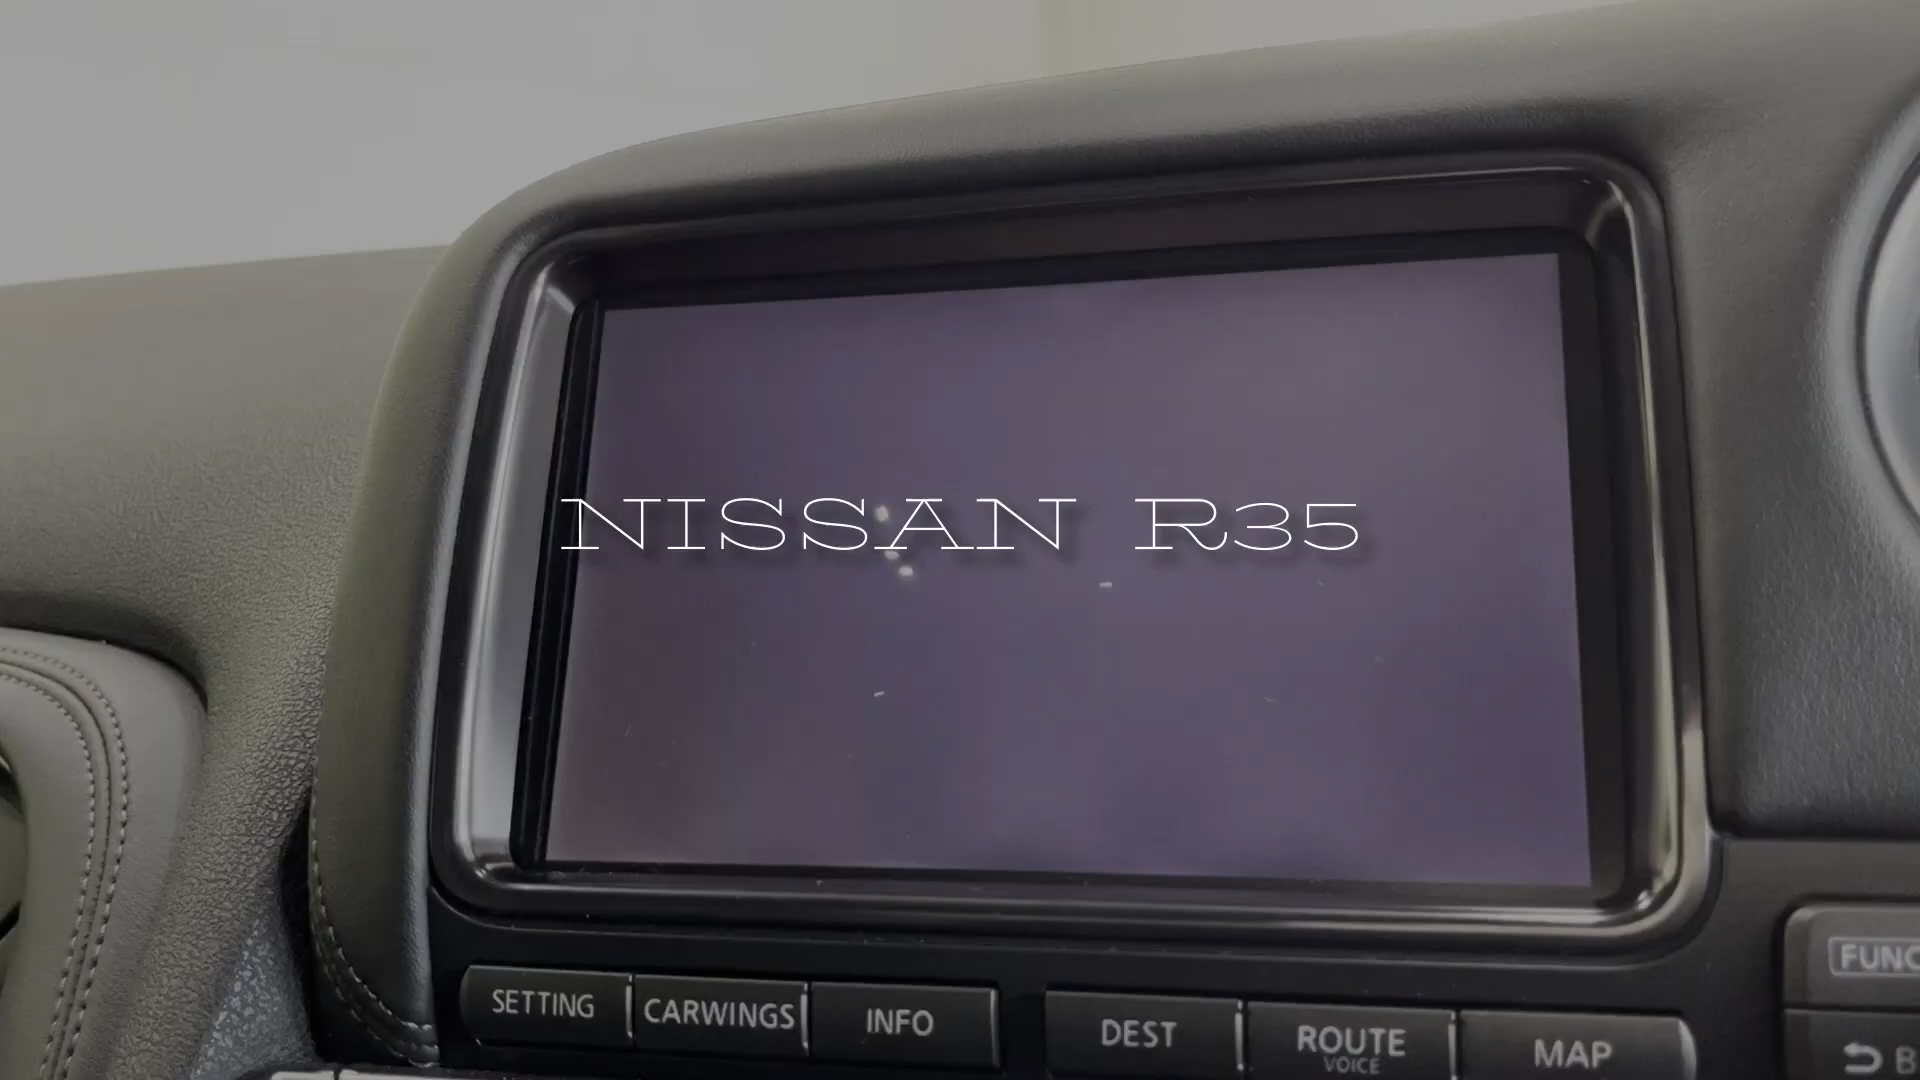 NISSAN R35
SETTING
CARWINGS
INFO
DEST
ROUTE
VOICE
MAP
FUNC
B